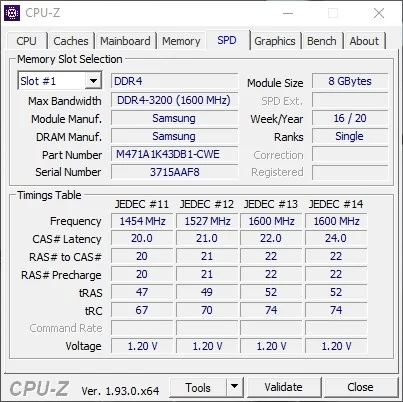 CPU-Z
CPU Caches Mainboard Memory SPD Graphics Bench About
Memory Slot Selection
Slot #1 DDR4 Module Size 8 GBytes
Max Bandwidth DDR4-3200 (1600 MHz) SPD Ext.
Module Manuf. Samsung Week/Year 16 / 20
DRAM Manuf. Samsung Ranks Single
Part Number M471A1K43DB1-CWE Correction
Serial Number 3715AAF8 Registered
Timings Table
JEDEC #11 JEDEC #12 JEDEC #13 JEDEC #14
Frequency 1454 MHz 1527 MHz 1600 MHz 1600 MHz
CAS# Latency 20.0 21.0 22.0 24.0
RAS# to CAS# 20 21 22 22
RAS# Precharge 20 21 22 22
tRAS 47 49 52 52
tRC 67 70 74 74
Command Rate
Voltage 1.20 V 1.20 V 1.20 V 1.20 V
CPU-Z Ver. 1.93.0.x64 Tools Validate Close